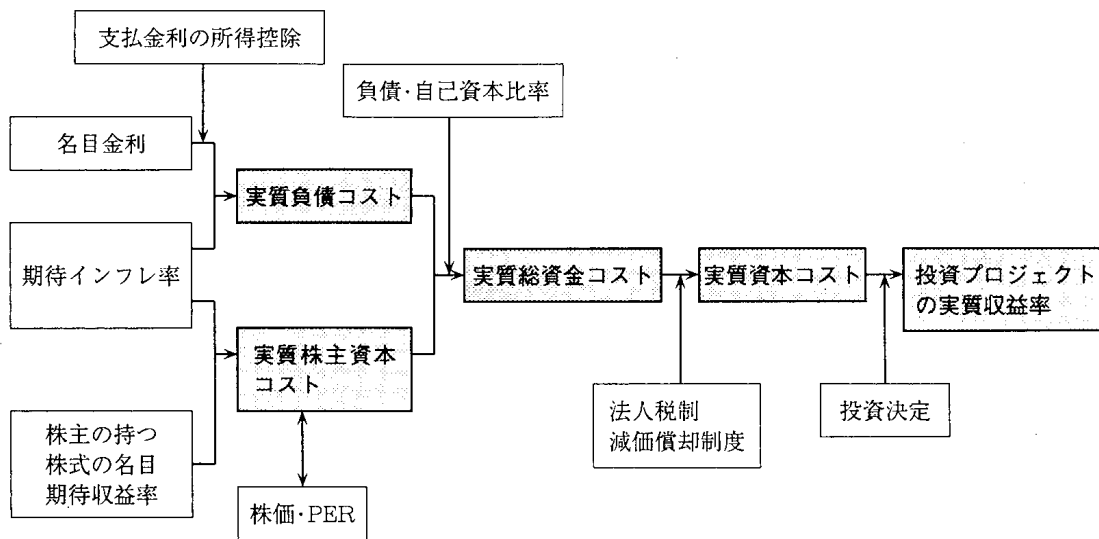 支払金利の所得控除
負債・自己資本比率
名目金利
実質負債コスト
期待インフレ率
実質総資金コスト
実質資本コスト
投資プロジェクト
の実質収益率
実質株主資本
コスト
株主の持つ
株式の名目
期待収益率
法人税制
減価償却制度
投資決定
株価・PER